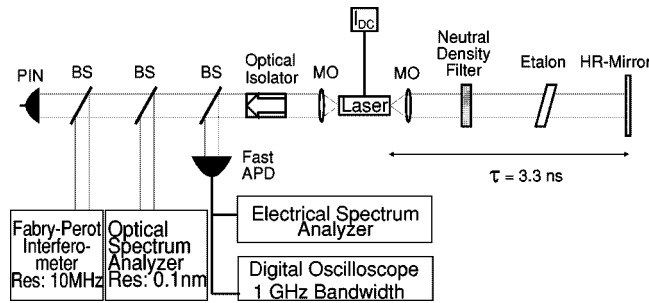 I_DC
Neutral
Density
Filter
Etalon
HR-Mirror
Optical
Isolator
MO
MO
PIN
BS
BS
BS
Laser
Fast
APD
τ = 3.3 ns
Fabry-Perot
Interfero-
meter
Res: 10MHz
Optical
Spectrum
Analyzer
Res: 0.1nm
Electrical Spectrum
Analyzer
Digital Oscilloscope
1 GHz Bandwidth